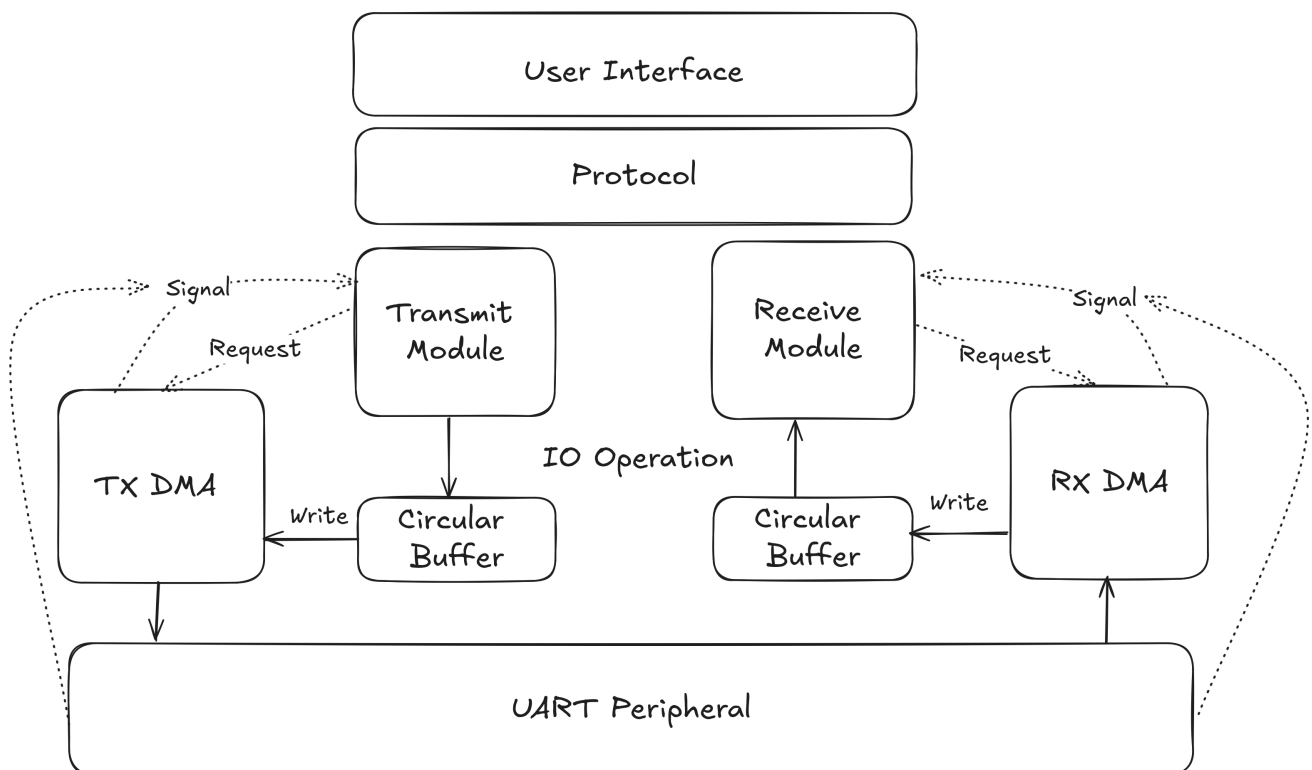 User Interface
Protocol
Signal
Transmit
Module
Request
Receive
Module
Signal
Request
IO Operation
TX DMA
Write
Circular
Buffer
Circular
Buffer
Write
RX DMA
UART Peripheral